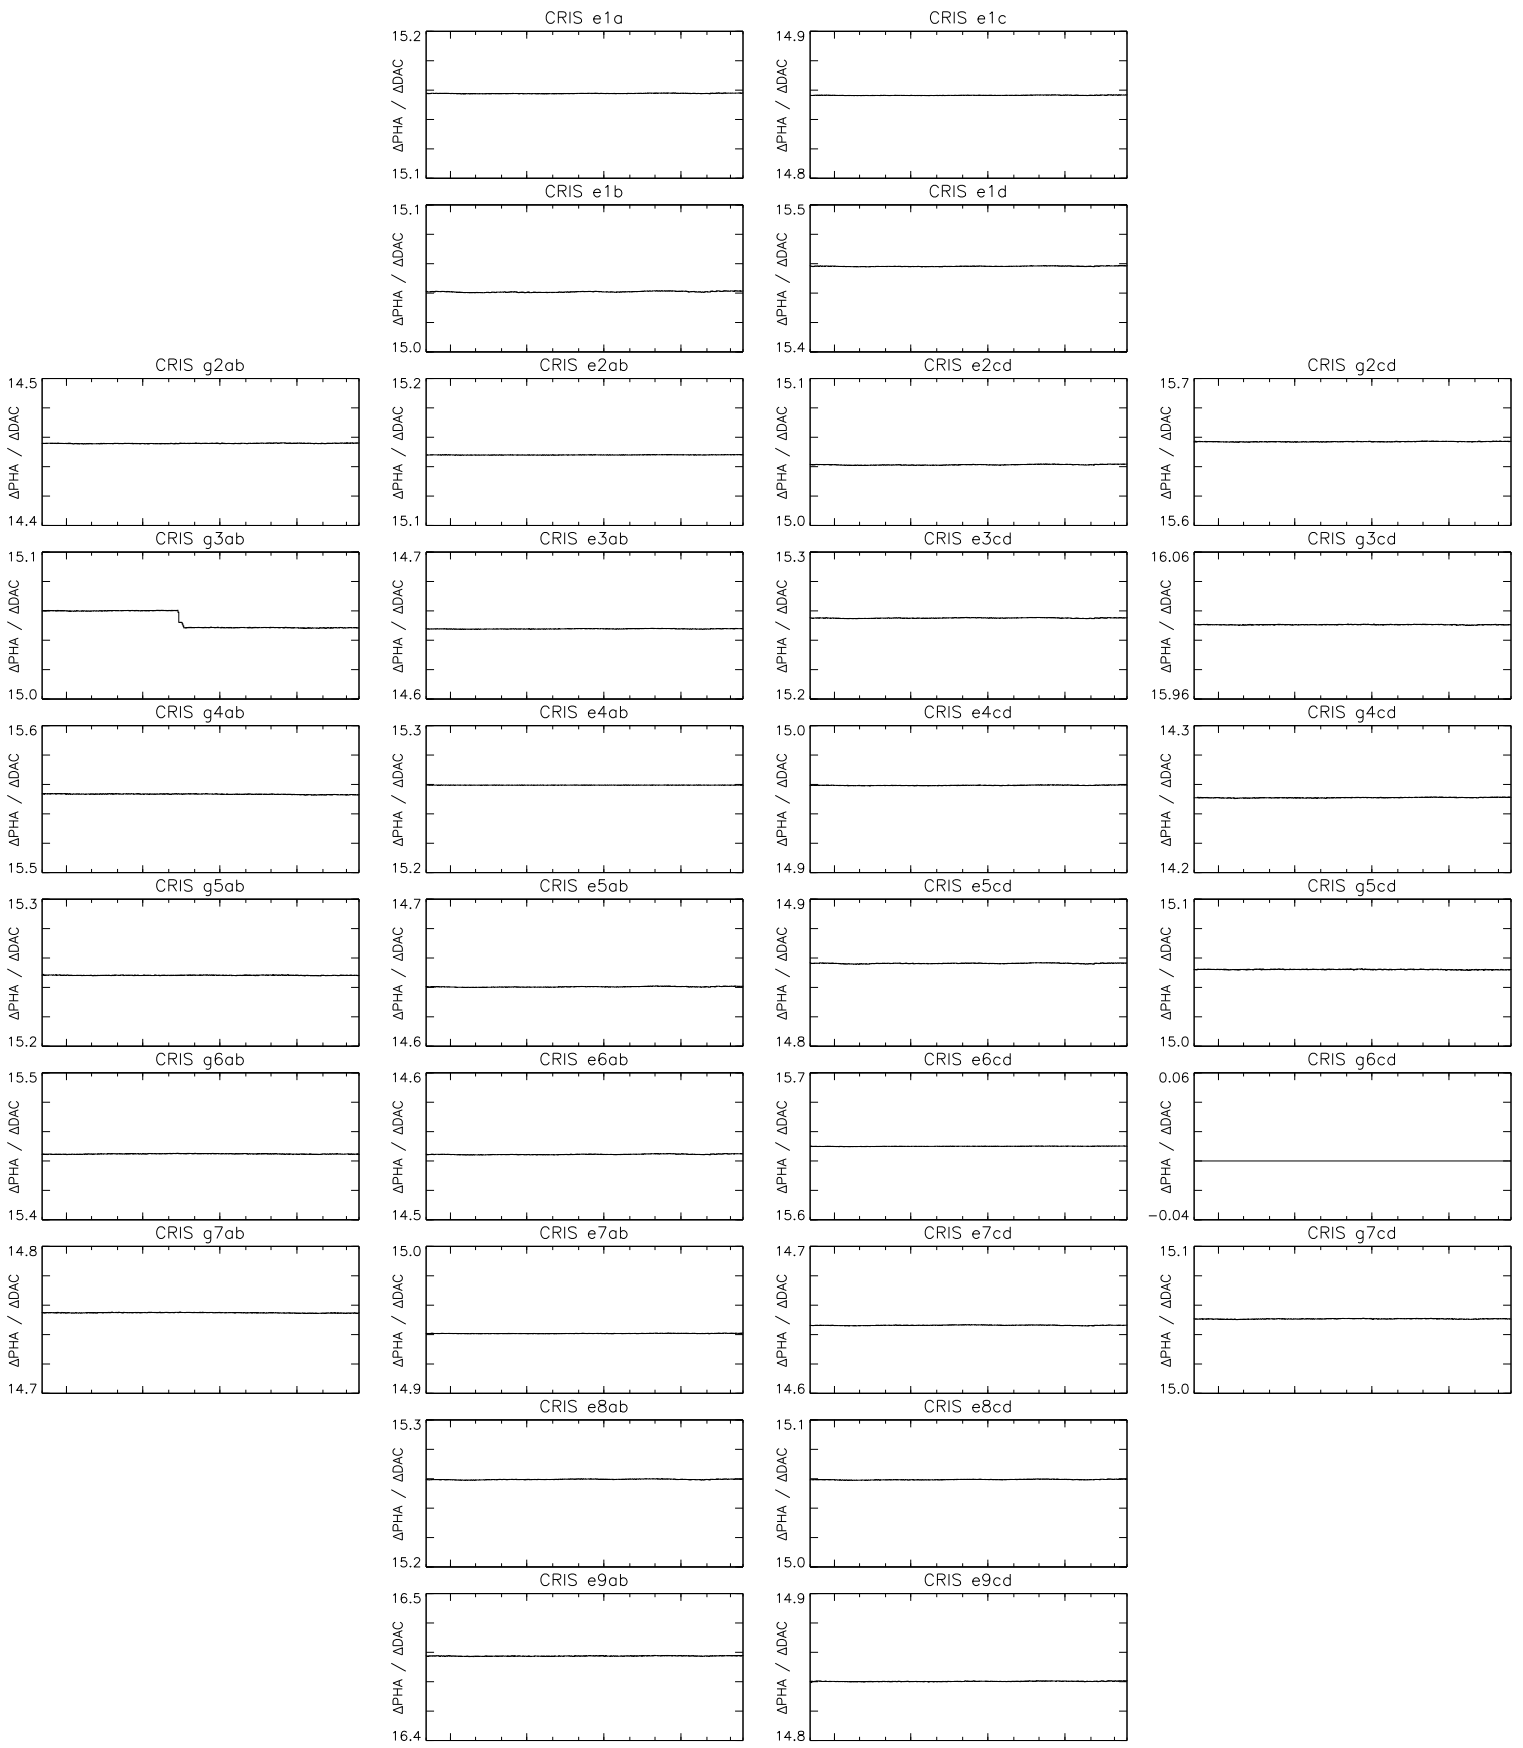 CRIS e1a
15.2
ΔPHA / ΔDAC
15.1
CRIS e1c
14.9
ΔPHA / ΔDAC
14.8
CRIS e1b
15.1
ΔPHA / ΔDAC
15.0
CRIS e1d
15.5
ΔPHA / ΔDAC
15.4
CRIS g2ab
14.5
ΔPHA / ΔDAC
14.4
CRIS e2ab
15.2
ΔPHA / ΔDAC
15.1
CRIS e2cd
15.1
ΔPHA / ΔDAC
15.0
CRIS g2cd
15.7
ΔPHA / ΔDAC
15.6
CRIS g3ab
15.1
ΔPHA / ΔDAC
15.0
CRIS e3ab
14.7
ΔPHA / ΔDAC
14.6
CRIS e3cd
15.3
ΔPHA / ΔDAC
15.2
CRIS g3cd
16.06
ΔPHA / ΔDAC
15.96
CRIS g4ab
15.6
ΔPHA / ΔDAC
15.5
CRIS e4ab
15.3
ΔPHA / ΔDAC
15.2
CRIS e4cd
15.0
ΔPHA / ΔDAC
14.9
CRIS g4cd
14.3
ΔPHA / ΔDAC
14.2
CRIS g5ab
15.3
ΔPHA / ΔDAC
15.2
CRIS e5ab
14.7
ΔPHA / ΔDAC
14.6
CRIS e5cd
14.9
ΔPHA / ΔDAC
14.8
CRIS g5cd
15.1
ΔPHA / ΔDAC
15.0
CRIS g6ab
15.5
ΔPHA / ΔDAC
15.4
CRIS e6ab
14.6
ΔPHA / ΔDAC
14.5
CRIS e6cd
15.7
ΔPHA / ΔDAC
15.6
CRIS g6cd
0.06
ΔPHA / ΔDAC
−0.04
CRIS g7ab
14.8
ΔPHA / ΔDAC
14.7
CRIS e7ab
15.0
ΔPHA / ΔDAC
14.9
CRIS e7cd
14.7
ΔPHA / ΔDAC
14.6
CRIS g7cd
15.1
ΔPHA / ΔDAC
15.0
CRIS e8ab
15.3
ΔPHA / ΔDAC
15.2
CRIS e8cd
15.1
ΔPHA / ΔDAC
15.0
CRIS e9ab
16.5
ΔPHA / ΔDAC
16.4
CRIS e9cd
14.9
ΔPHA / ΔDAC
14.8